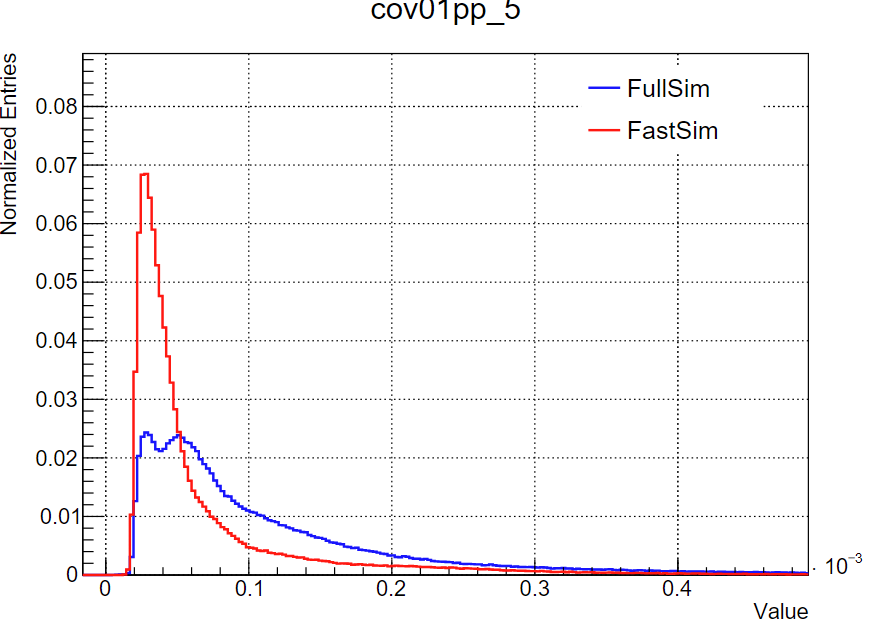 cov01pp_5
Normalized Entries
FullSim
FastSim
0.08
0.07
0.06
0.05
0.04
0.03
0.02
0.01
0
0 0.1 0.2 0.3 0.4
· 10⁻³
Value